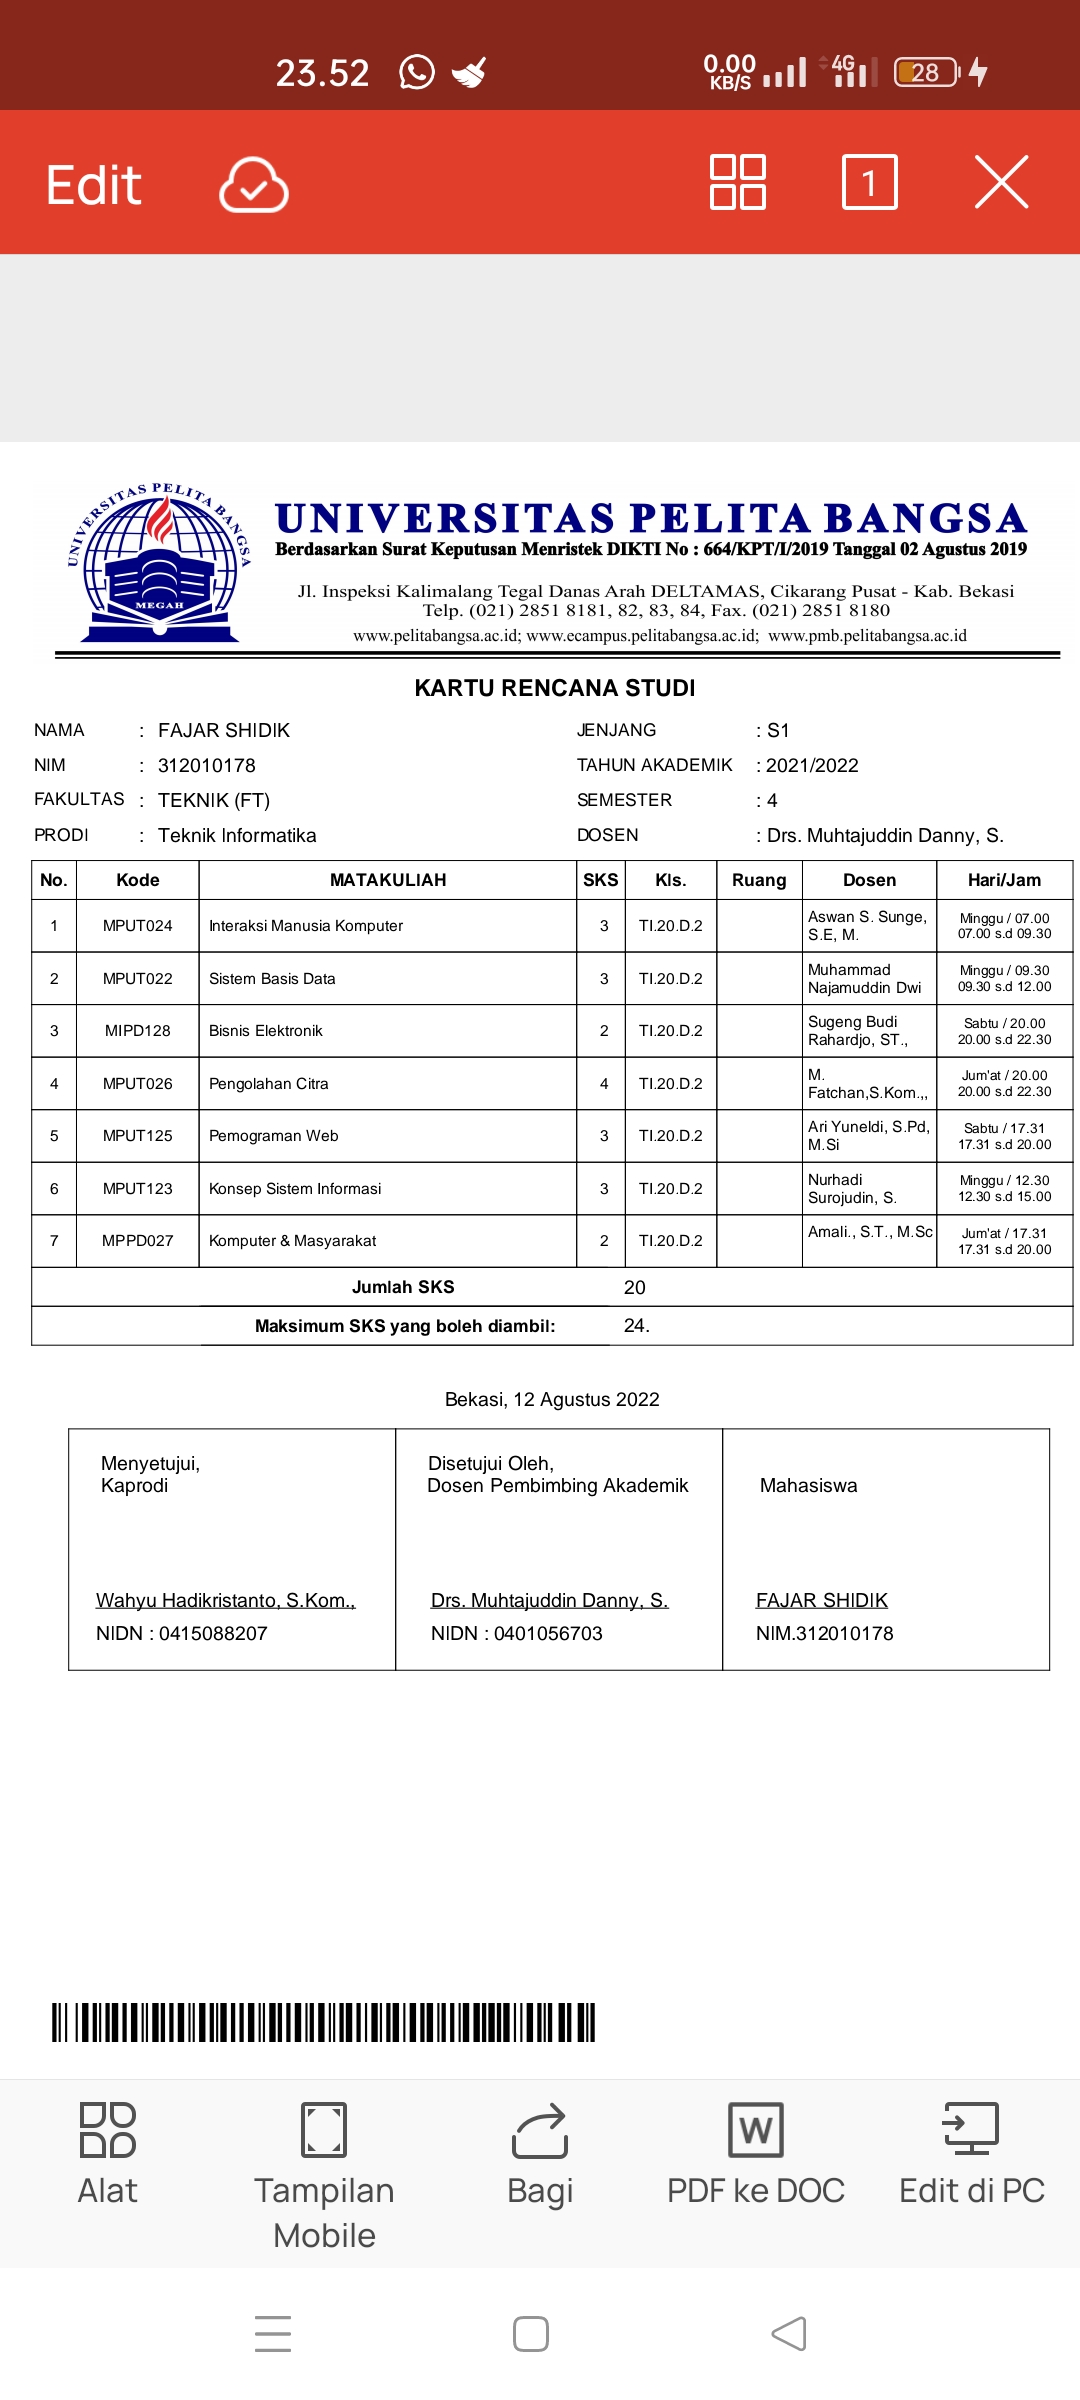 23.52
0.00 KB/S 4G 28
Edit
1
UNIVERSITAS PELITA BANGSA
MEGAH
UNIVERSITAS PELITA BANGSA
Berdasarkan Surat Keputusan Menristek DIKTI No : 664/KPT/I/2019 Tanggal 02 Agustus 2019
Jl. Inspeksi Kalimalang Tegal Danas Arah DELTAMAS, Cikarang Pusat - Kab. Bekasi
Telp. (021) 2851 8181, 82, 83, 84, Fax. (021) 2851 8180
www.pelitabangsa.ac.id; www.ecampus.pelitabangsa.ac.id; www.pmb.pelitabangsa.ac.id
KARTU RENCANA STUDI
NAMA : FAJAR SHIDIK JENJANG : S1
NIM : 312010178 TAHUN AKADEMIK : 2021/2022
FAKULTAS : TEKNIK (FT) SEMESTER : 4
PRODI : Teknik Informatika DOSEN : Drs. Muhtajuddin Danny, S.
No. Kode MATAKULIAH SKS Kls. Ruang Dosen Hari/Jam
1 MPUT024 Interaksi Manusia Komputer 3 TI.20.D.2 Aswan S. Sunge, S.E, M. Minggu / 07.00 07.00 s.d 09.30
2 MPUT022 Sistem Basis Data 3 TI.20.D.2 Muhammad Najamuddin Dwi Minggu / 09.30 09.30 s.d 12.00
3 MIPD128 Bisnis Elektronik 2 TI.20.D.2 Sugeng Budi Rahardjo, ST., Sabtu / 20.00 20.00 s.d 22.30
4 MPUT026 Pengolahan Citra 4 TI.20.D.2 M. Fatchan,S.Kom.,, Jum'at / 20.00 20.00 s.d 22.30
5 MPUT125 Pemograman Web 3 TI.20.D.2 Ari Yuneldi, S.Pd, M.Si Sabtu / 17.31 17.31 s.d 20.00
6 MPUT123 Konsep Sistem Informasi 3 TI.20.D.2 Nurhadi Surojudin, S. Minggu / 12.30 12.30 s.d 15.00
7 MPPD027 Komputer & Masyarakat 2 TI.20.D.2 Amali., S.T., M.Sc Jum'at / 17.31 17.31 s.d 20.00
Jumlah SKS 20
Maksimum SKS yang boleh diambil: 24.
Bekasi, 12 Agustus 2022
Menyetujui, Disetujui Oleh,
Kaprodi Dosen Pembimbing Akademik Mahasiswa
Wahyu Hadikristanto, S.Kom., Drs. Muhtajuddin Danny, S. FAJAR SHIDIK
NIDN : 0415088207 NIDN : 0401056703 NIM.312010178
Alat Tampilan Mobile Bagi W PDF ke DOC Edit di PC